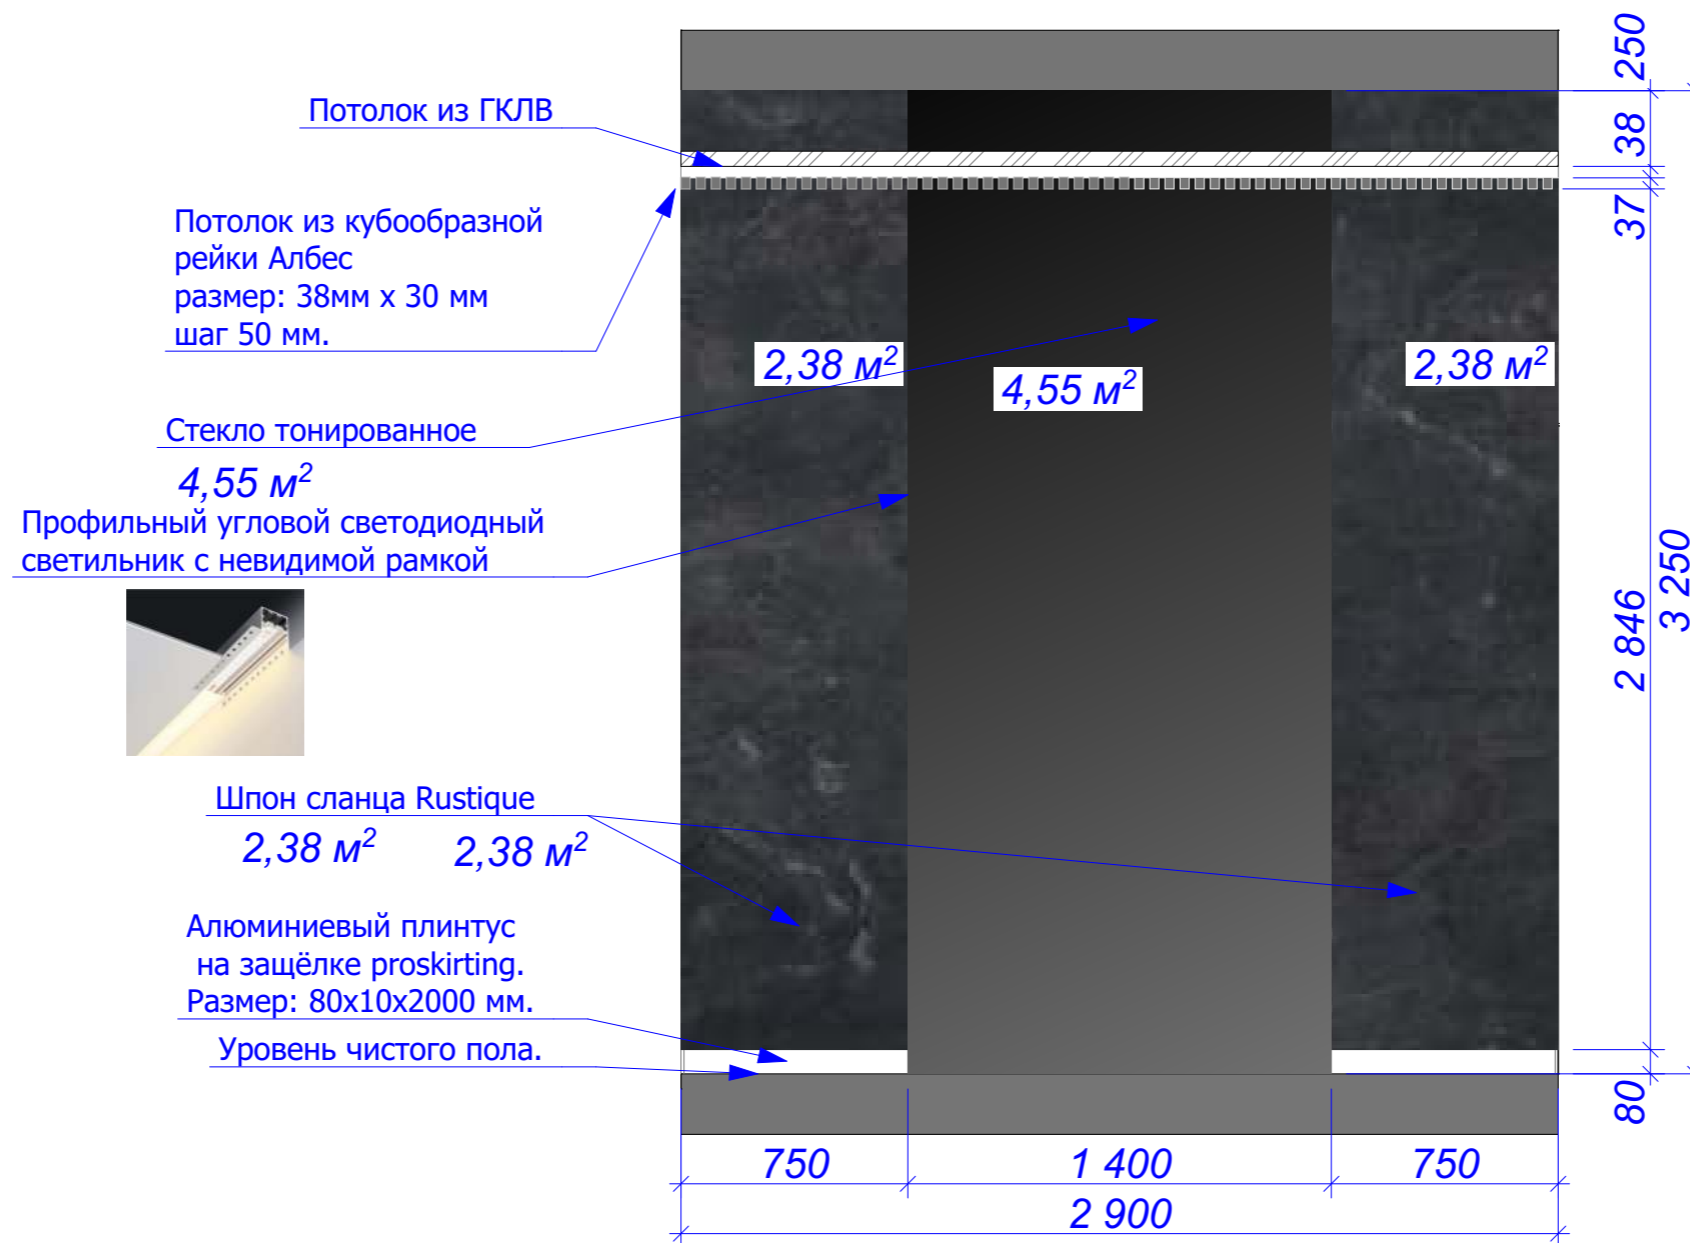 250
Потолок из ГКЛВ
38
37
Потолок из кубообразной
рейки Албес
размер: 38мм х 30 мм
шаг 50 мм.
2,38 м²
4,55 м²
2,38 м²
Стекло тонированное
4,55 м²
Профильный угловой светодиодный
светильник с невидимой рамкой
2 846
3 250
Шпон сланца Rustique
2,38 м² 2,38 м²
Алюминиевый плинтус
на защёлке proskirting.
Размер: 80х10х2000 мм.
Уровень чистого пола.
80
750 1 400 750
2 900